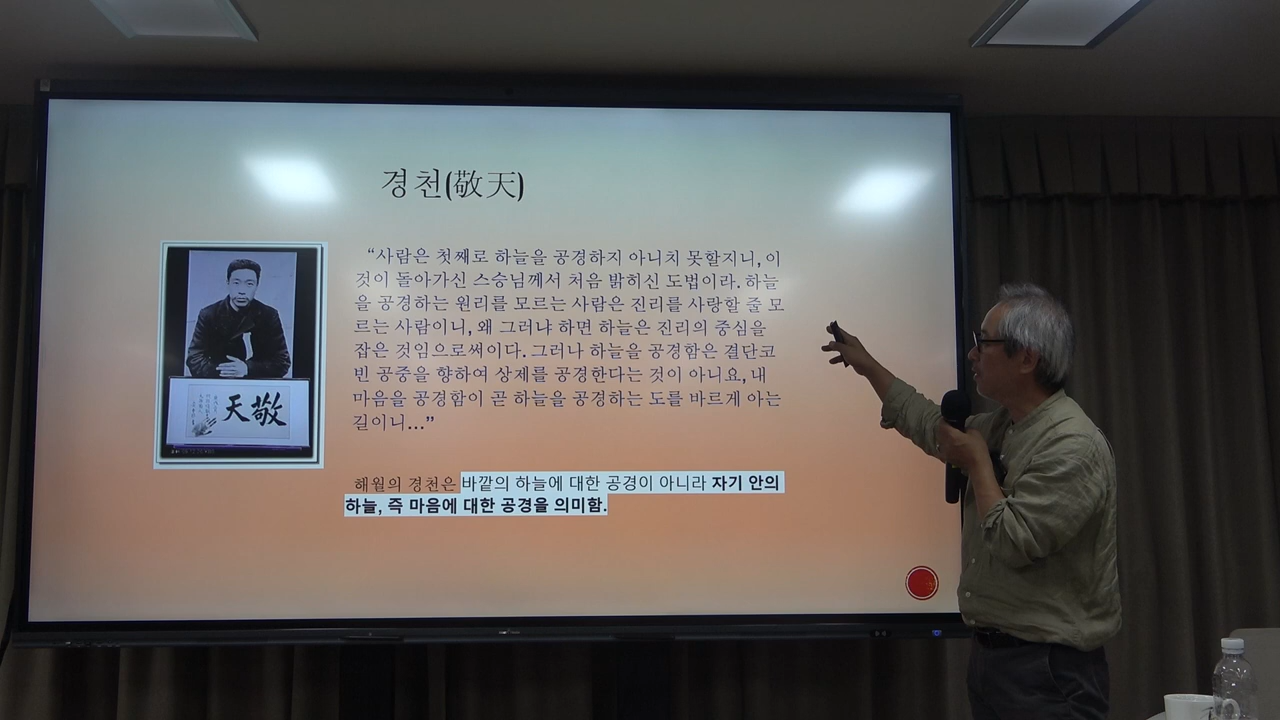 경천(敬天)
“사람은 첫째로 하늘을 공경하지 아니치 못할지니, 이
것이 돌아가신 스승님께서 처음 밝히신 도법이라. 하늘
을 공경하는 원리를 모르는 사람은 진리를 사랑할 줄 모
르는 사람이니, 왜 그러냐 하면 하늘은 진리의 중심을
잡은 것임으로써이다. 그러나 하늘을 공경함은 결단코
빈 공중을 향하여 상제를 공경한다는 것이 아니요, 내
마음을 공경함이 곧 하늘을 공경하는 도를 바르게 아는
길이니...”
天敬
해월의 경천은 바깥의 하늘에 대한 공경이 아니라 자기 안의
하늘, 즉 마음에 대한 공경을 의미함.